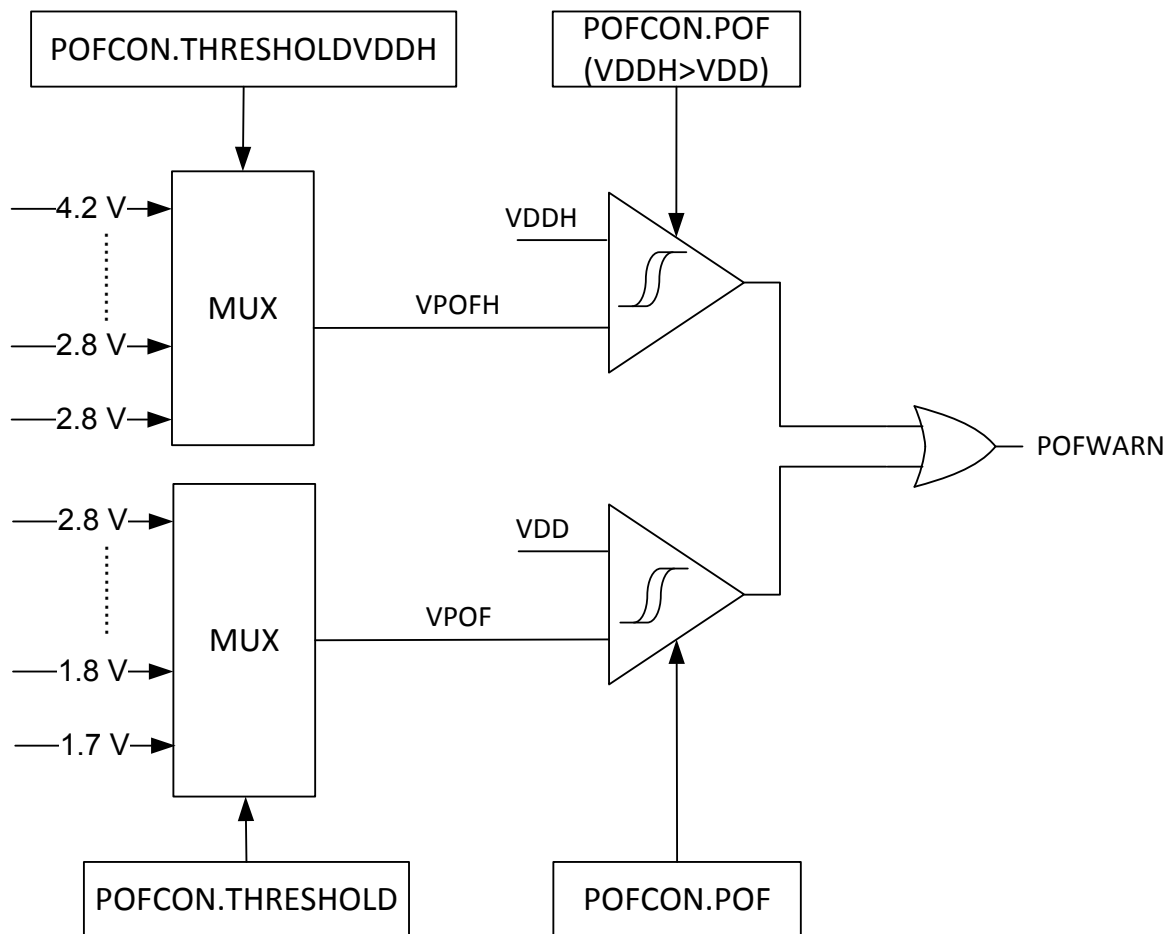 POFCON.THRESHOLDVDDH
POFCON.POF
(VDDH>VDD)
4.2 V
VDDH
MUX
VPOFH
2.8 V
2.8 V
POFWARN
2.8 V
VDD
MUX
VPOF
1.8 V
1.7 V
POFCON.THRESHOLD
POFCON.POF